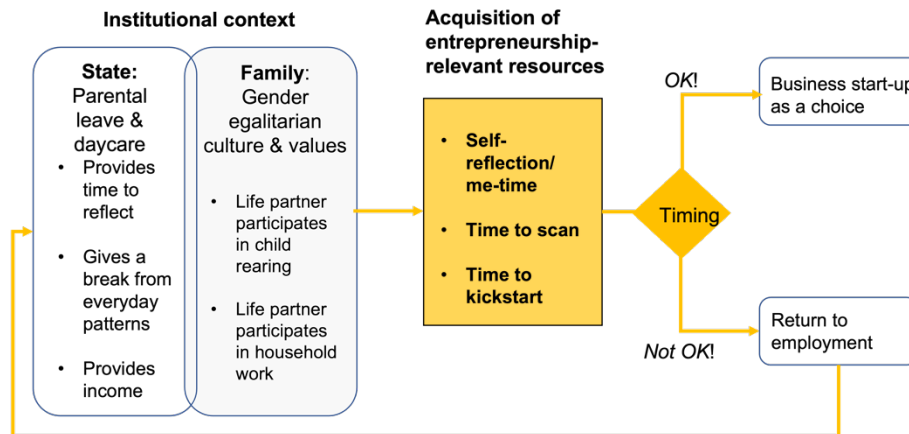 Institutional context
State:
Parental
leave &
daycare
• Provides
time to
reflect
• Gives a
break from
everyday
patterns
• Provides
income
Family:
Gender
egalitarian
culture & values
• Life partner
participates
in child
rearing
• Life partner
participates
in household
work
Acquisition of
entrepreneurship-
relevant resources
• Self-
reflection/
me-time
• Time to scan
• Time to
kickstart
Timing
OK!
Business start-up
as a choice
Not OK!
Return to
employment